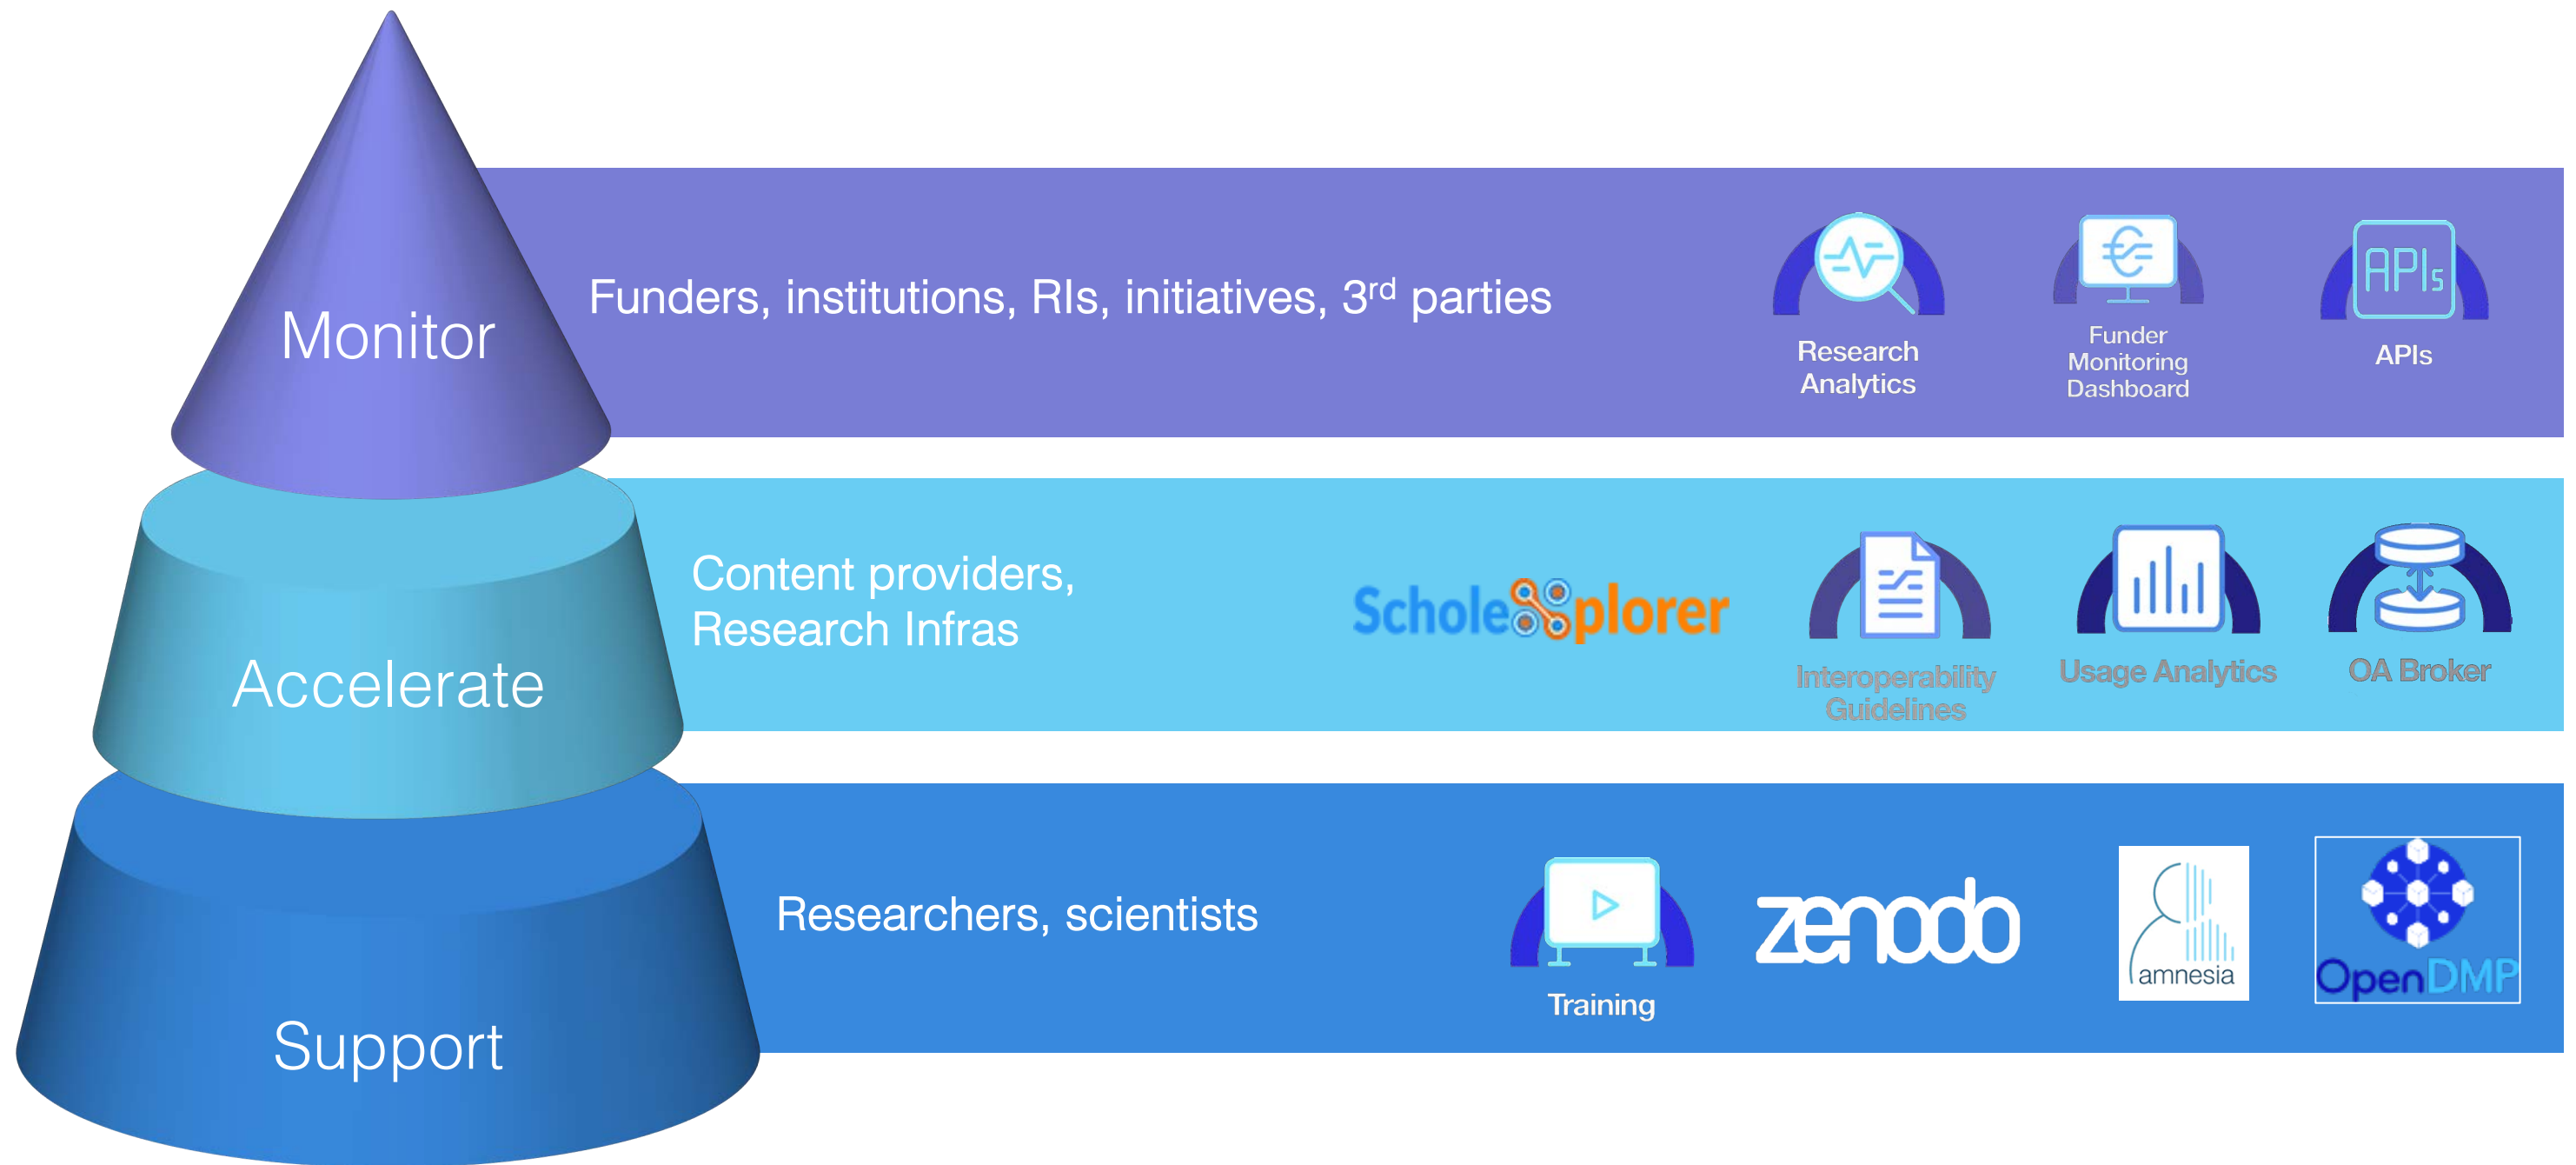 Monitor
Funders, institutions, RIs, initiatives, 3rd parties
Research
Analytics
Funder
Monitoring
Dashboard
APIs
APIs
Accelerate
Content providers,
Research Infras
ScholeXplorer
Interoperability
Guidelines
Usage Analytics
OA Broker
Support
Researchers, scientists
Training
zenodo
amnesia
OpenDMP